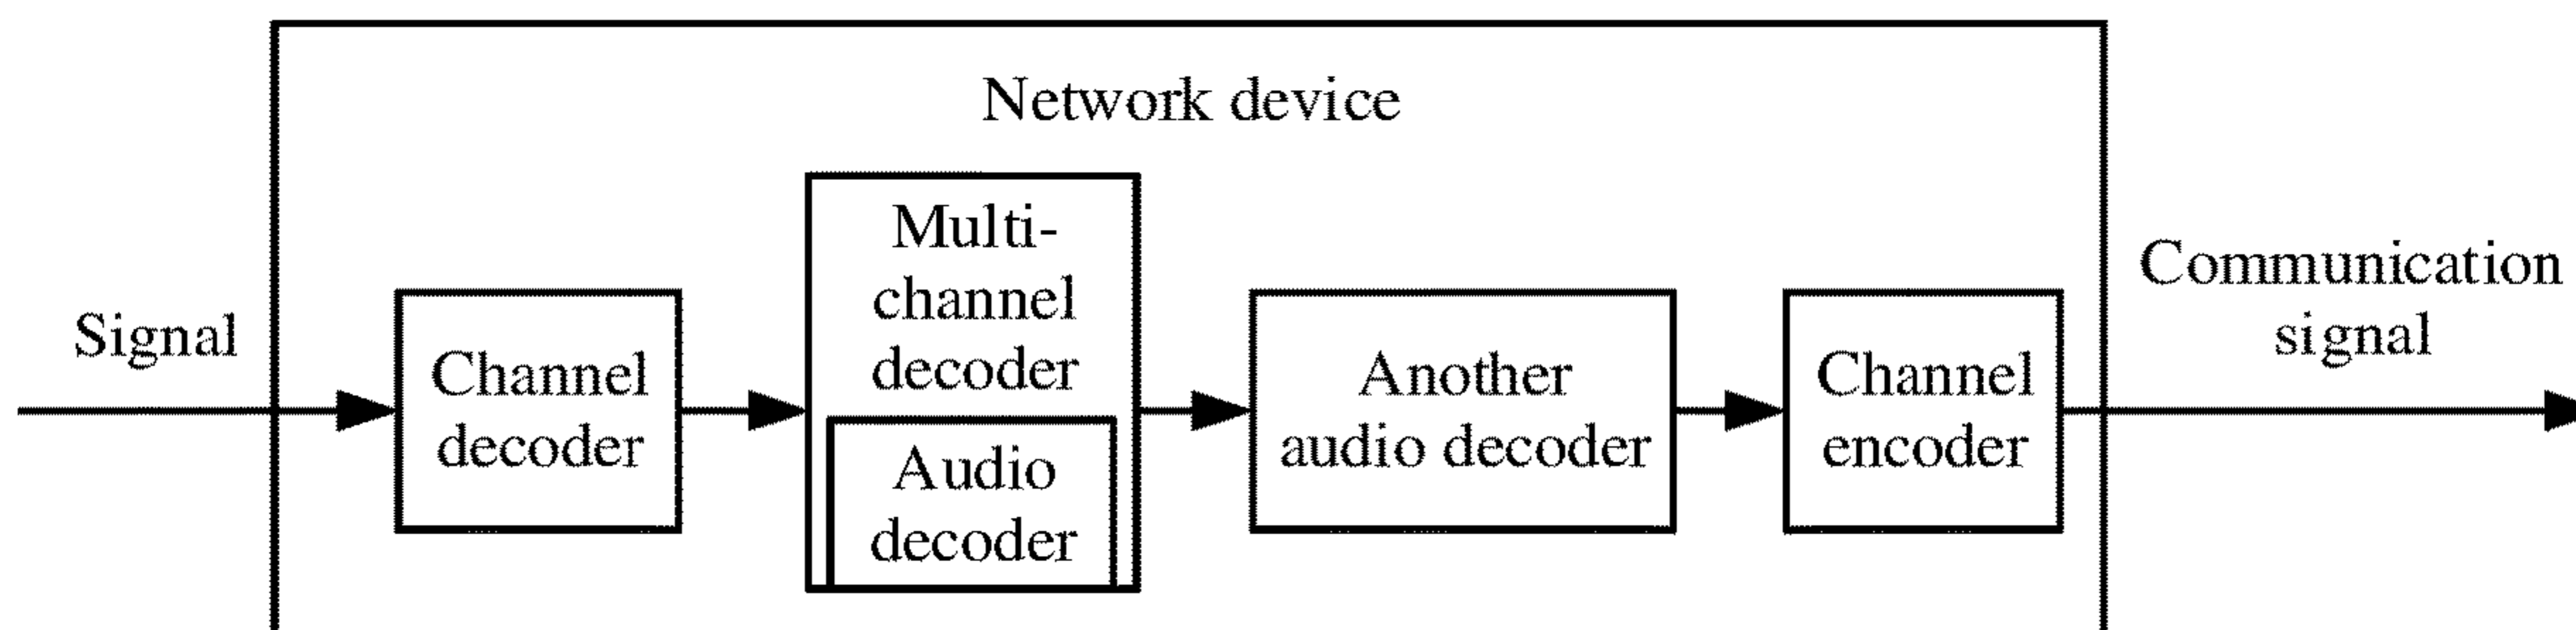 Network device
Signal
Channel
decoder
Multi-
channel
decoder
Audio
decoder
Another
audio decoder
Channel
encoder
Communication
signal